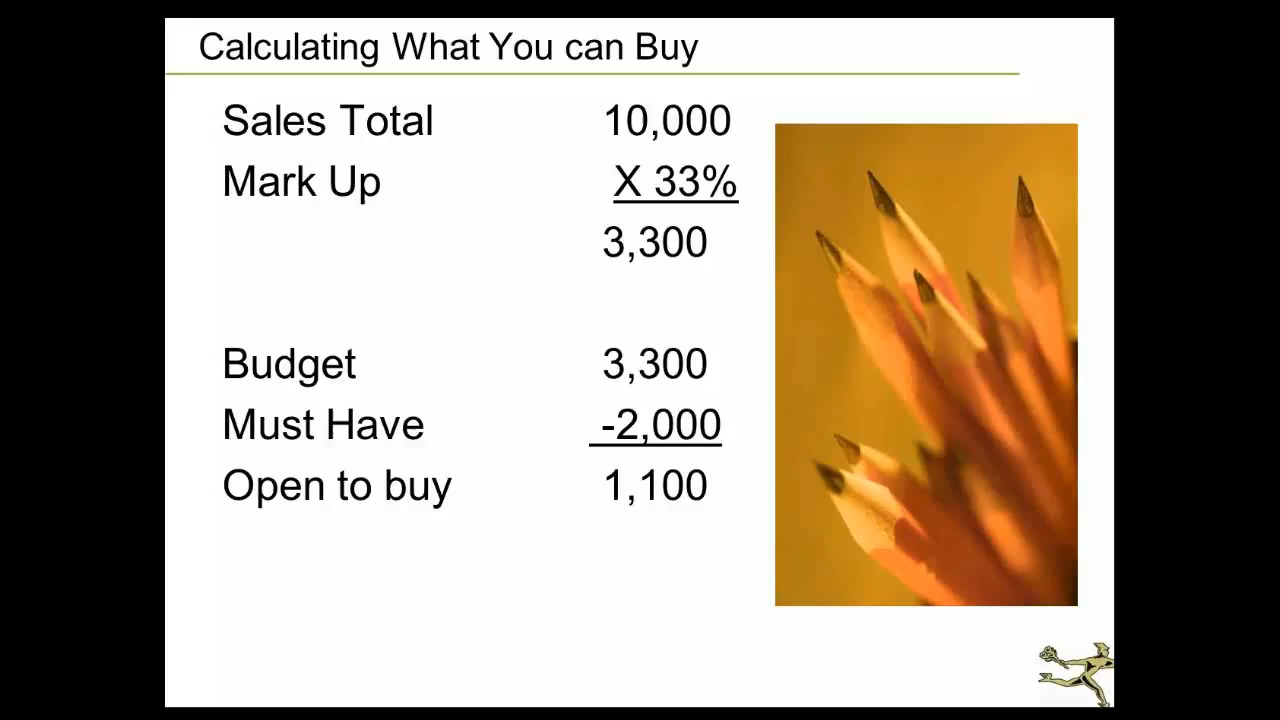 Calculating What You can Buy
Sales Total 10,000
Mark Up X 33%
3,300
Budget 3,300
Must Have -2,000
Open to buy 1,100